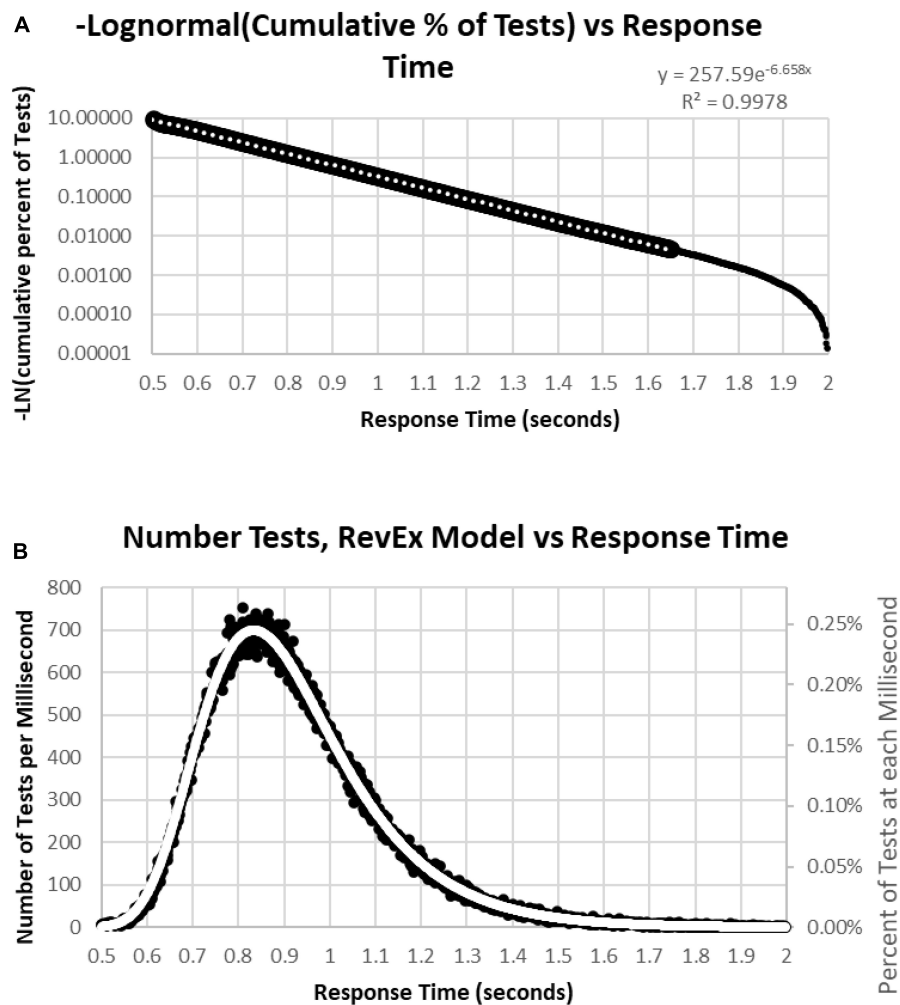 A
-Lognormal(Cumulative % of Tests) vs Response
Time
y = 257.59e-6.658x
R² = 0.9978
-LN(cumulative percent of Tests)
10.00000
1.00000
0.10000
0.01000
0.00100
0.00010
0.00001
0.5 0.6 0.7 0.8 0.9 1 1.1 1.2 1.3 1.4 1.5 1.6 1.7 1.8 1.9 2
Response Time (seconds)
B
Number Tests, RevEx Model vs Response Time
Number of Tests per Millisecond
800
700
600
500
400
300
200
100
0
0.25%
0.20%
0.15%
0.10%
0.05%
0.00%
Percent of Tests at each Millisecond
0.5 0.6 0.7 0.8 0.9 1 1.1 1.2 1.3 1.4 1.5 1.6 1.7 1.8 1.9 2
Response Time (seconds)